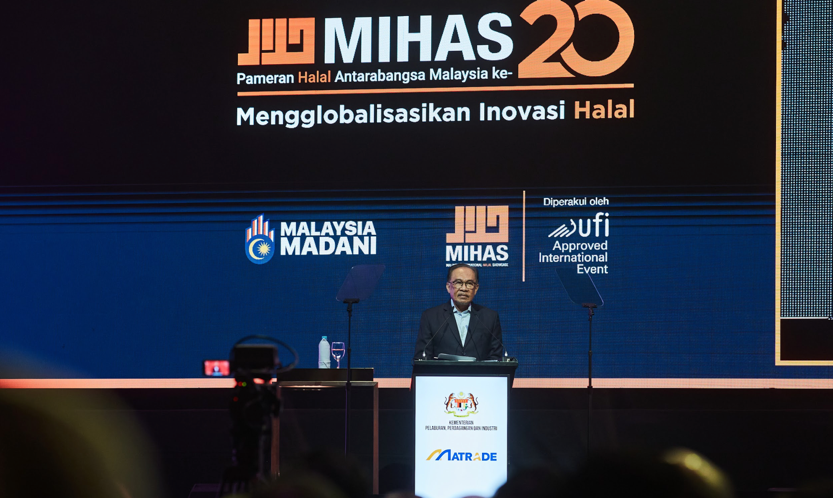 MIHAS 20
Pameran Halal Antarabangsa Malaysia ke-
Mengglobalisasikan Inovasi Halal
MALAYSIA
MADANI
MIHAS
Diperakui oleh
ufi
Approved
International
Event
KEMENTERIAN
PELABURAN, PERDAGANGAN DAN INDUSTRI
MATRADE